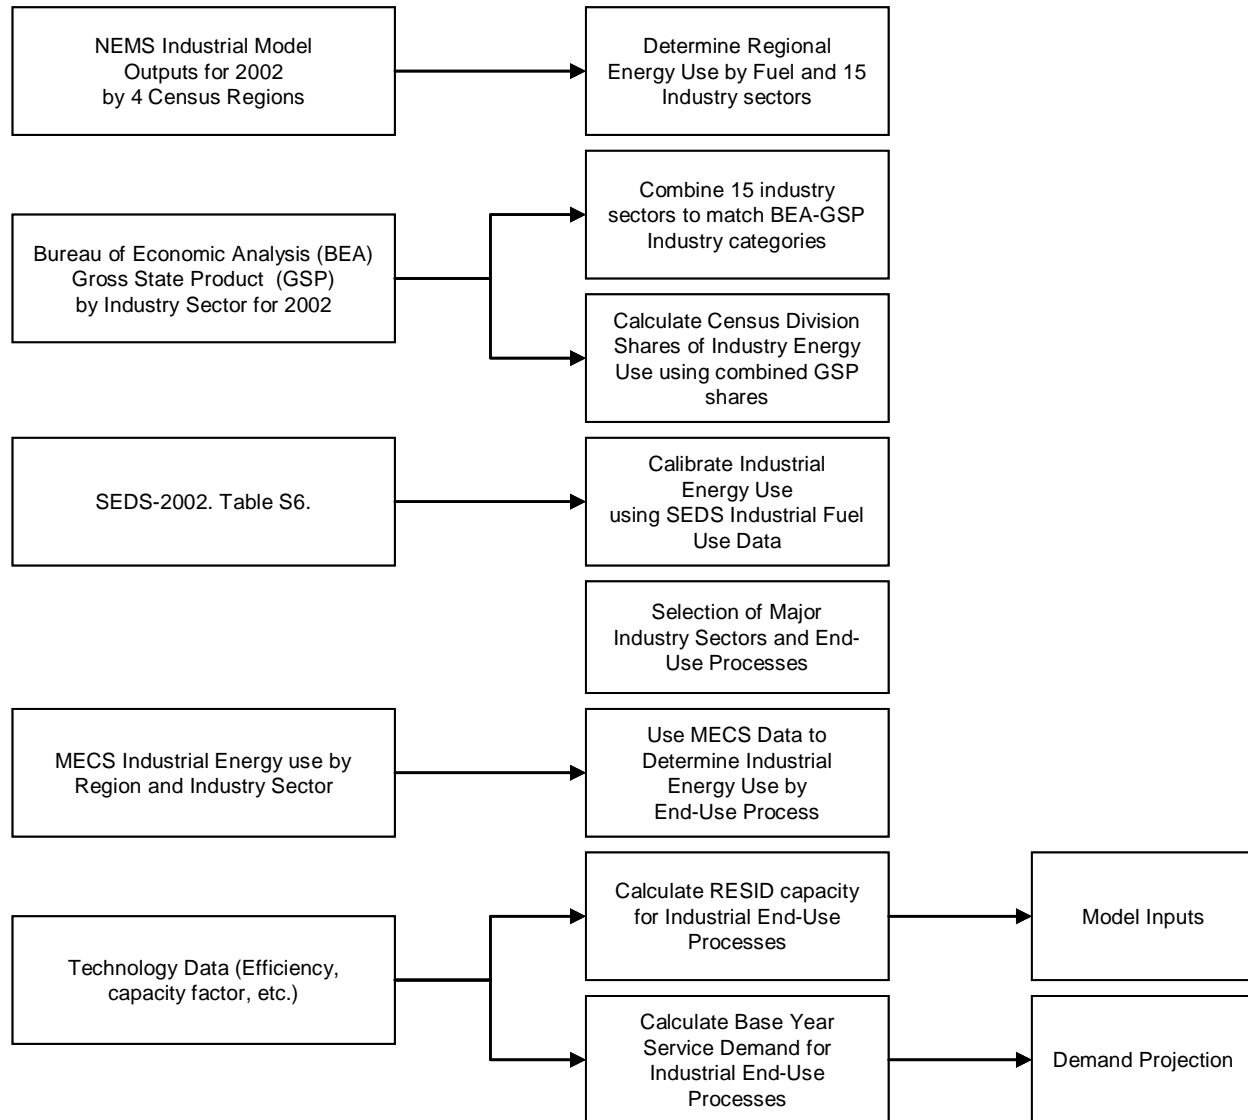 NEMS Industrial Model
Outputs for 2002
by 4 Census Regions
Determine Regional
Energy Use by Fuel and 15
Industry sectors
Combine 15 industry
sectors to match BEA-GSP
Industry categories
Bureau of Economic Analysis (BEA)
Gross State Product (GSP)
by Industry Sector for 2002
Calculate Census Division
Shares of Industry Energy
Use using combined GSP
shares
SEDS-2002. Table S6.
Calibrate Industrial
Energy Use
using SEDS Industrial Fuel
Use Data
Selection of Major
Industry Sectors and End-
Use Processes
MECS Industrial Energy use by
Region and Industry Sector
Use MECS Data to
Determine Industrial
Energy Use by
End-Use Process
Calculate RESID capacity
for Industrial End-Use
Processes
Model Inputs
Technology Data (Efficiency,
capacity factor, etc.)
Calculate Base Year
Service Demand for
Industrial End-Use
Processes
Demand Projection